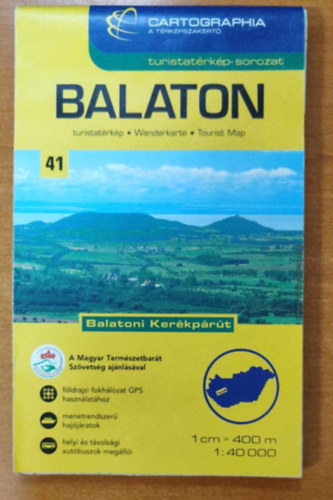 CARTOGRAPHIA
A TÉRKÉPSZAKÉRTŐ
turistatérkép-sorozat
BALATON
turistatérkép • Wanderkarte • Tourist Map
41
Balatoni Kerékpárút
A Magyar Természetbarát
Szövetség ajánlásával
földrajzi fokhálózat GPS
használatához
menetrendszerű
hajójáratok
helyi és távolsági
autóbuszok megállói
1 cm = 400 m
1:40 000